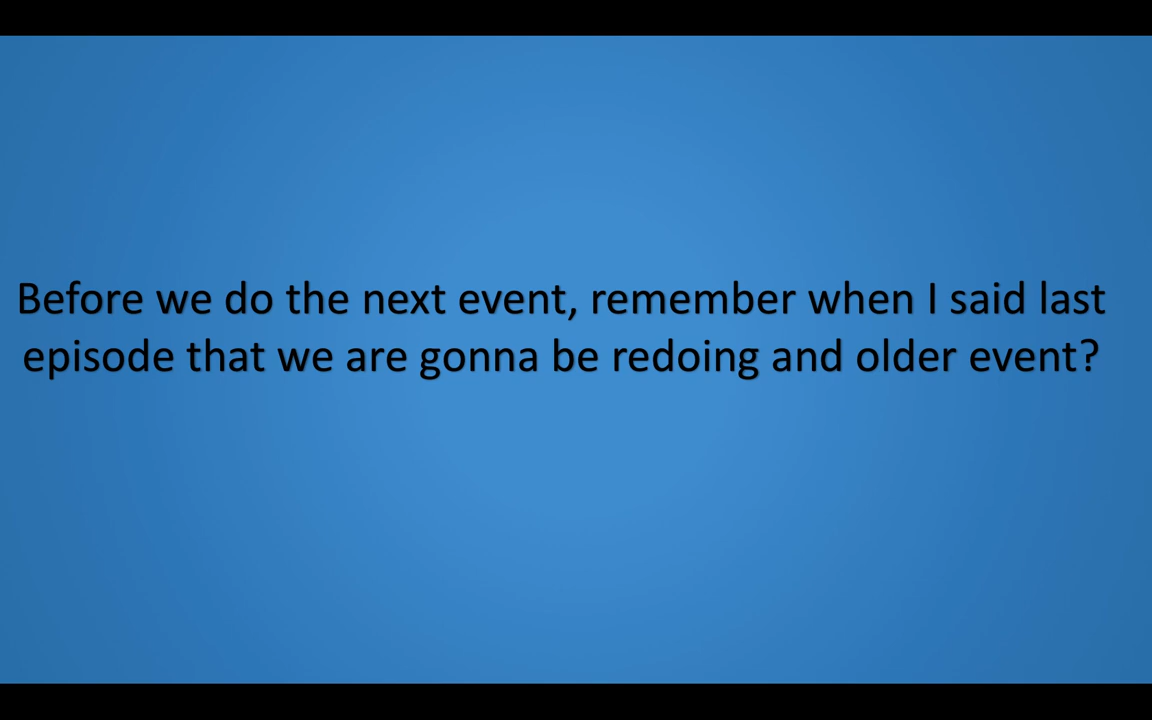 Before we do the next event, remember when I said last
episode that we are gonna be redoing and older event?